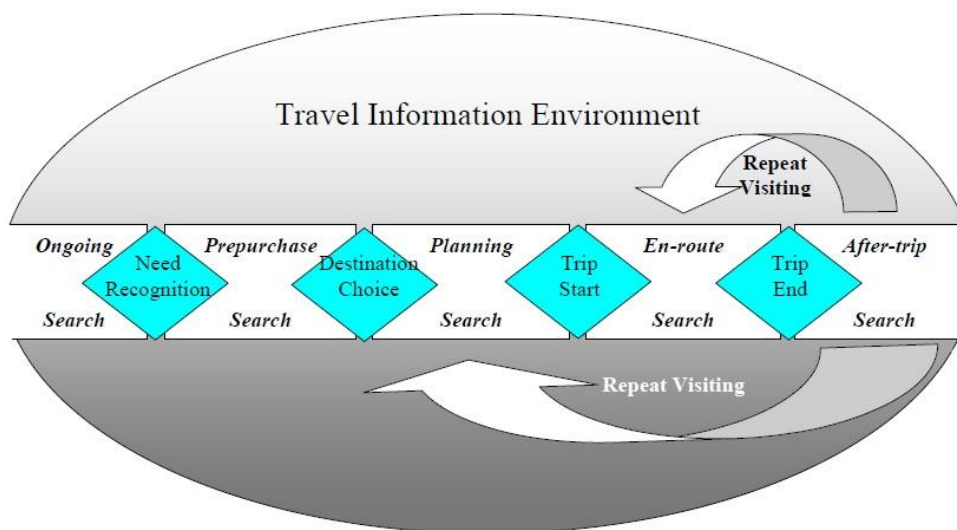 Travel Information Environment
Repeat
Visiting
Ongoing
Prepurchase
Planning
En-route
After-trip
Need
Recognition
Destination
Choice
Trip
Start
Trip
End
Search
Search
Search
Search
Search
Repeat Visiting